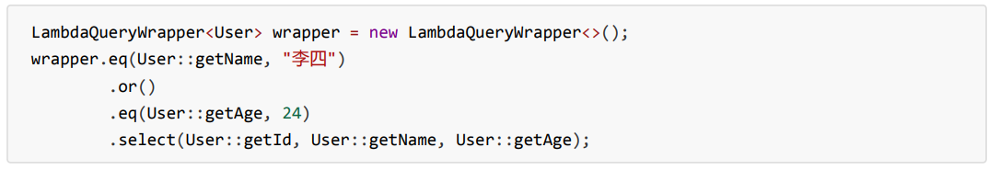 LambdaQueryWrapper<User> wrapper = new LambdaQueryWrapper<>();
wrapper.eq(User::getName, "李四")
        .or()
        .eq(User::getAge, 24)
        .select(User::getId, User::getName, User::getAge);